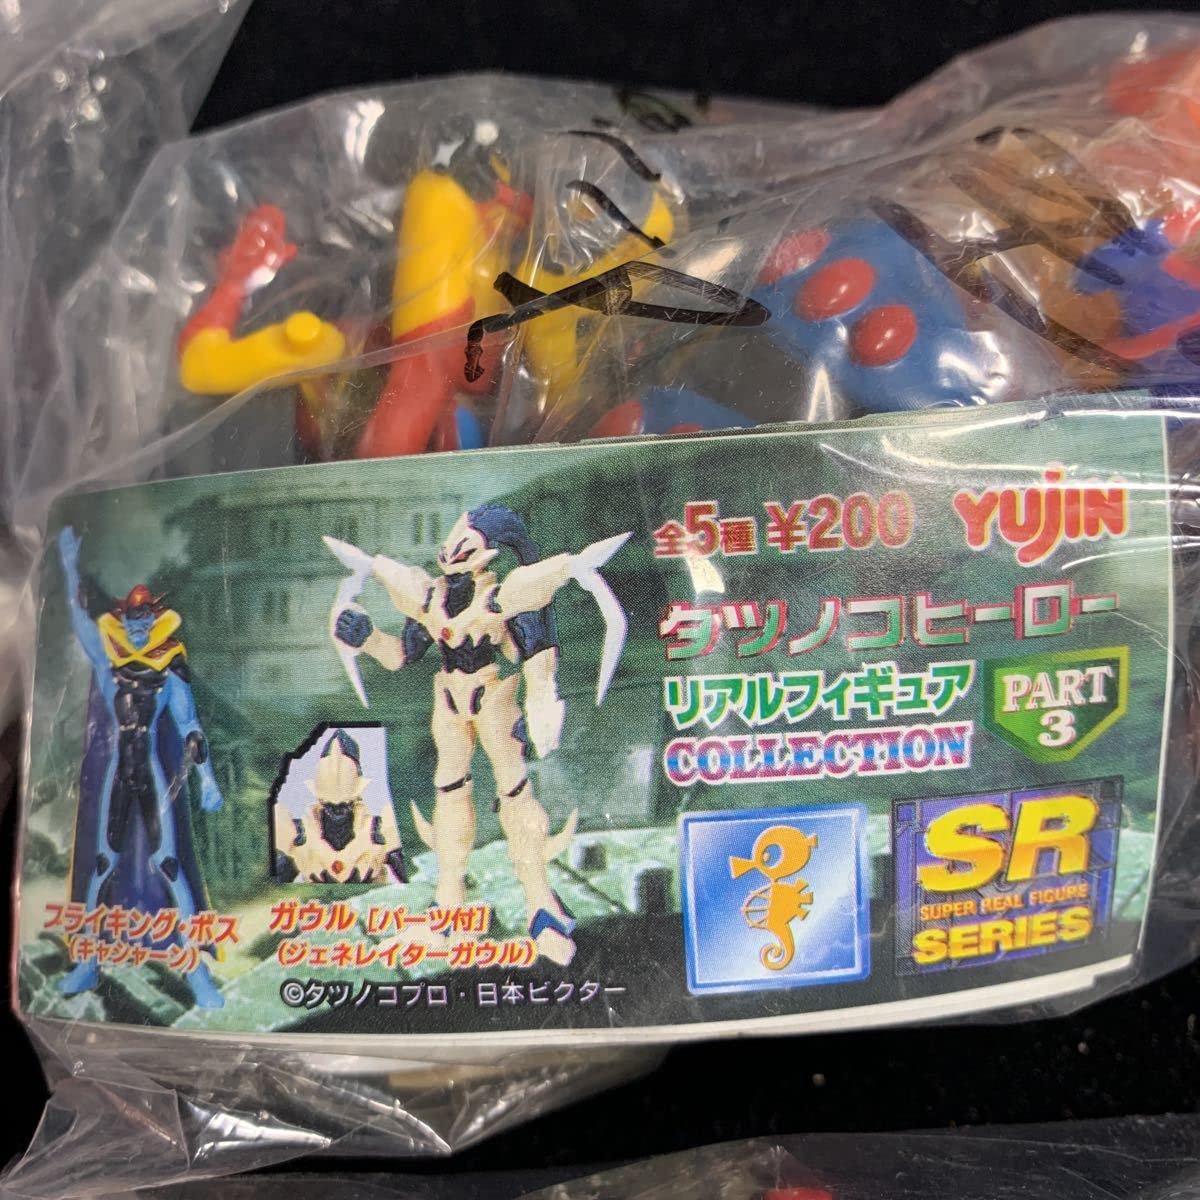 全5種 ¥200
YUJIN
タツノコヒーロー
リアルフィギュア
COLLECTION
PART
3
SR
SUPER REAL FIGURE
SERIES
ブライキング・ボス
(キャシャーン)
ガウル [パーツ付]
(ジェネレイターガウル)
©タツノコプロ・日本ビクター